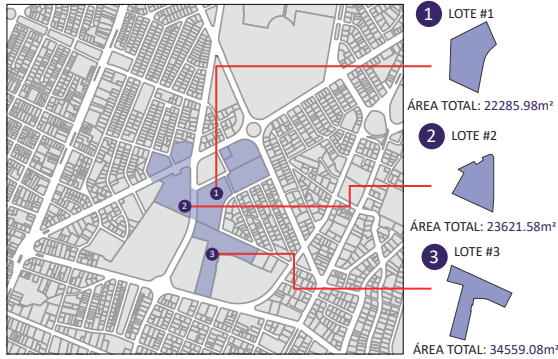 1 LOTE #1
ÁREA TOTAL: 22285.98m²
2 LOTE #2
ÁREA TOTAL: 23621.58m²
3 LOTE #3
ÁREA TOTAL: 34559.08m²
1
2
3